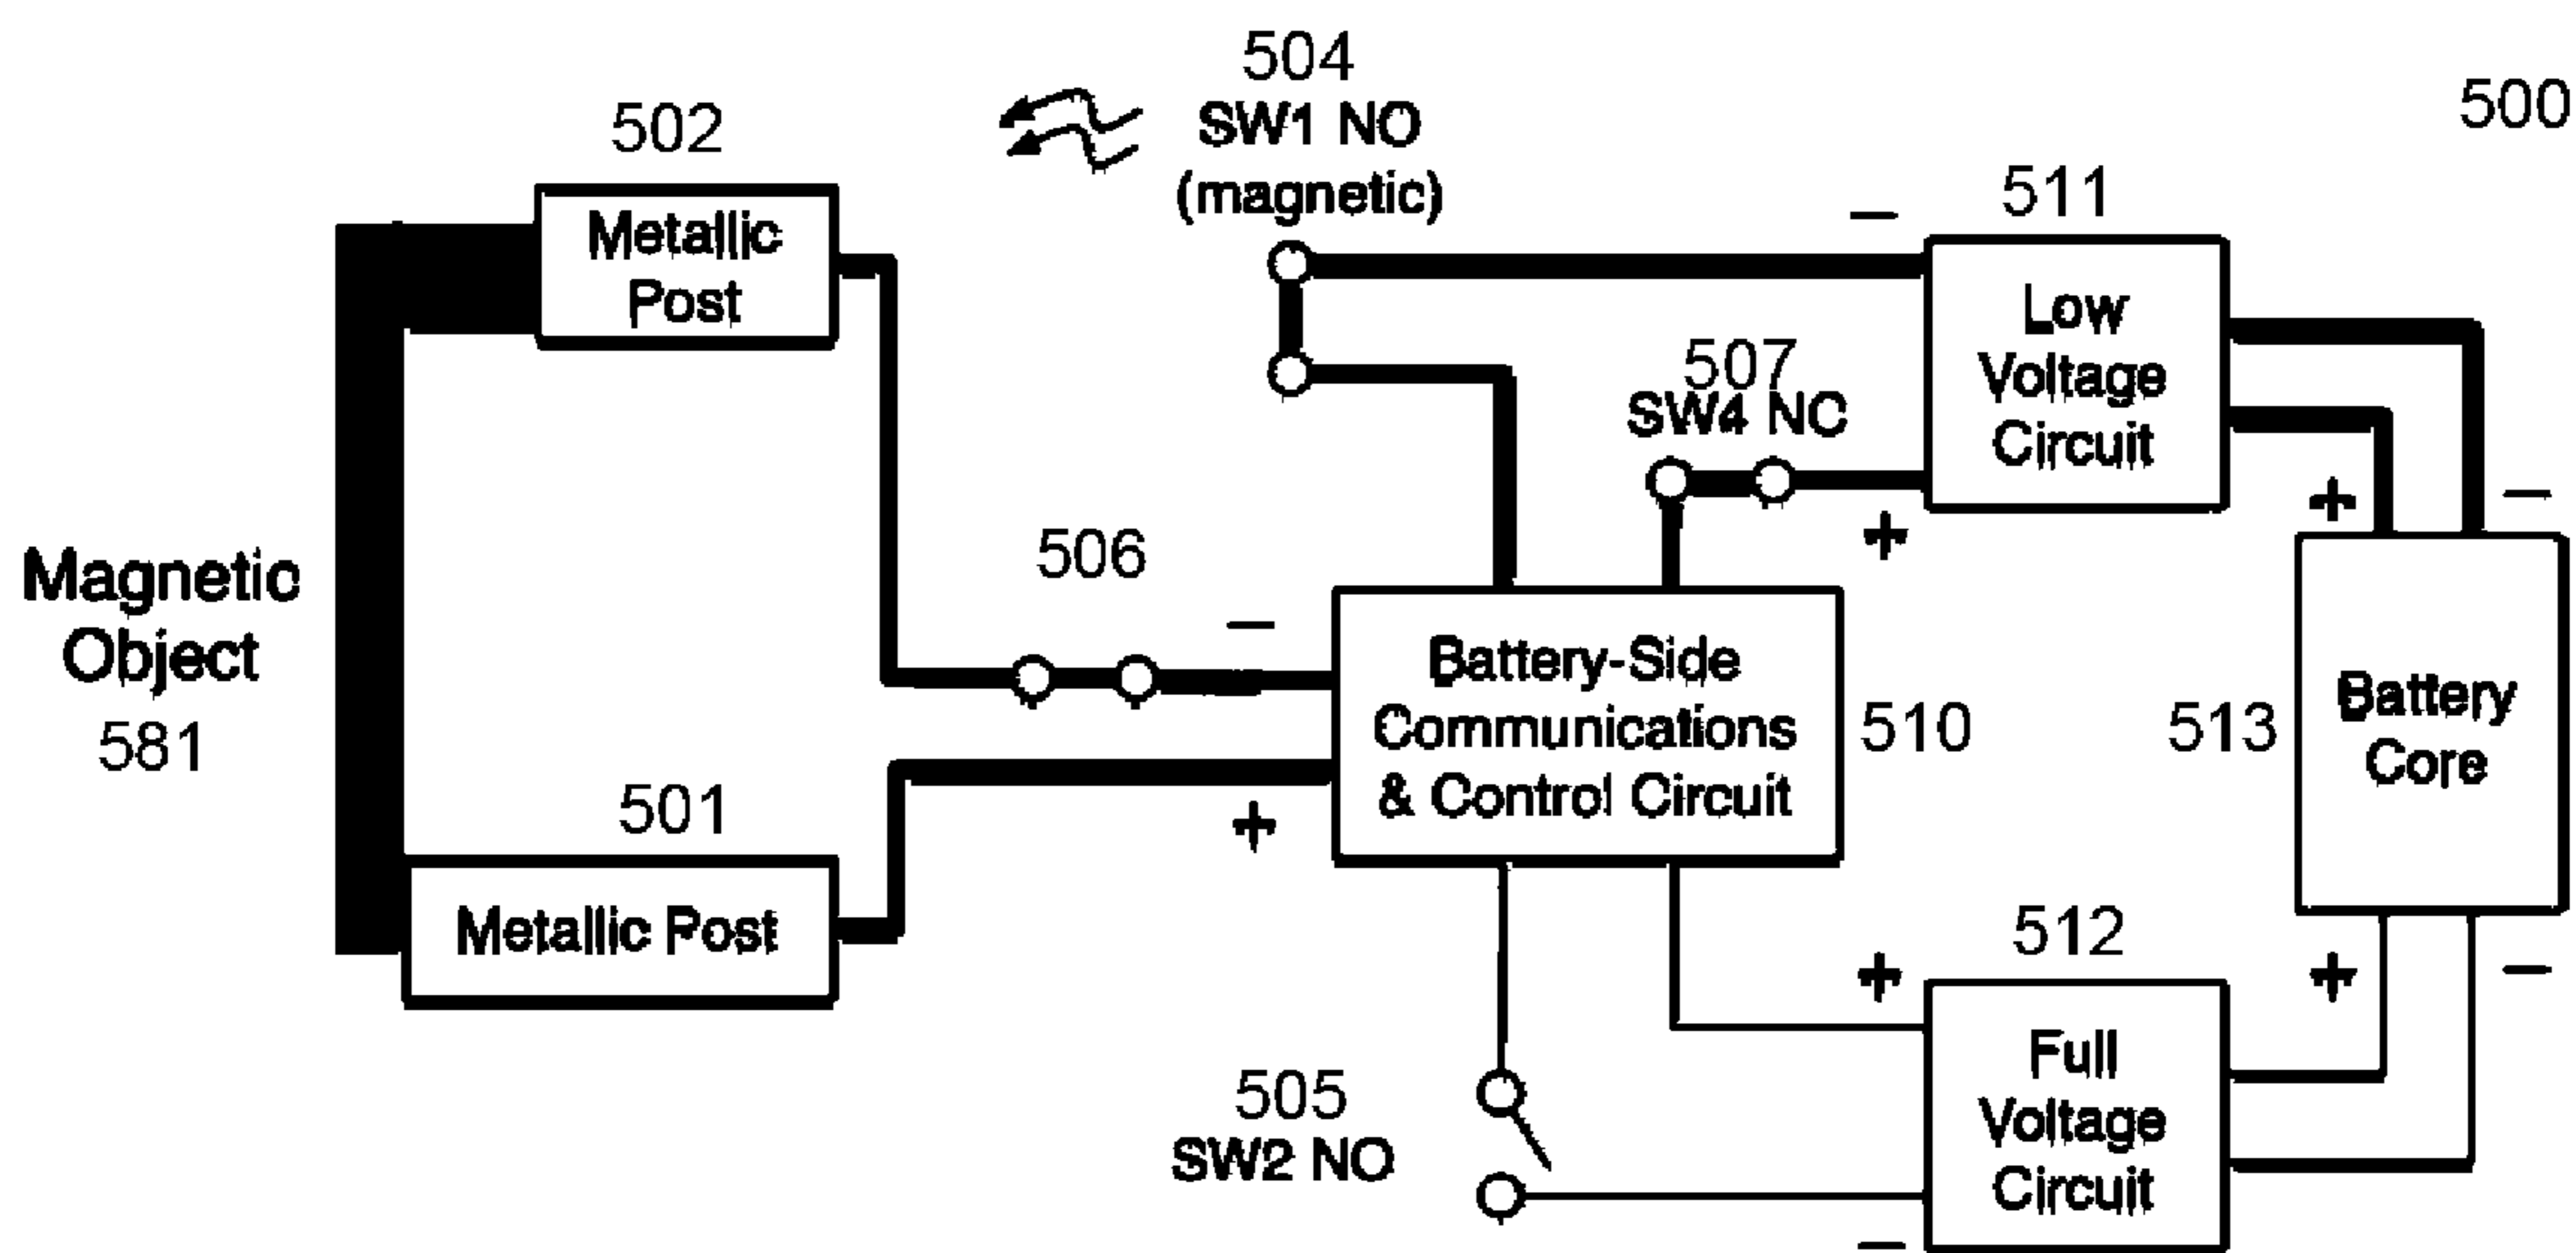 504
SW1 NO
(magnetic)
500
502
Metallic
Post
511
−
Low
Voltage
Circuit
507
SW4 NC
+
+
−
Magnetic
Object
581
506
−
Battery-Side
Communications
& Control Circuit
510
513
Battery
Core
501
Metallic Post
+
512
+
+
−
Full
Voltage
Circuit
505
SW2 NO
−